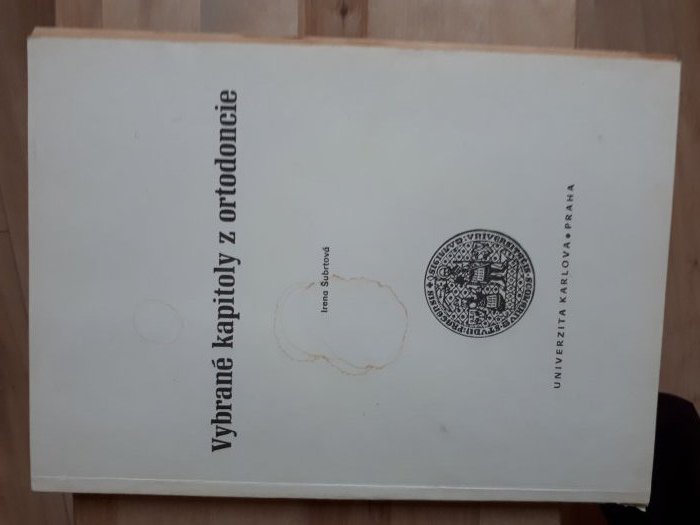 Vybrané kapitoly z ortodoncie
Irena Šubrtová
UNIVERZITA KARLOVA • PRAHA